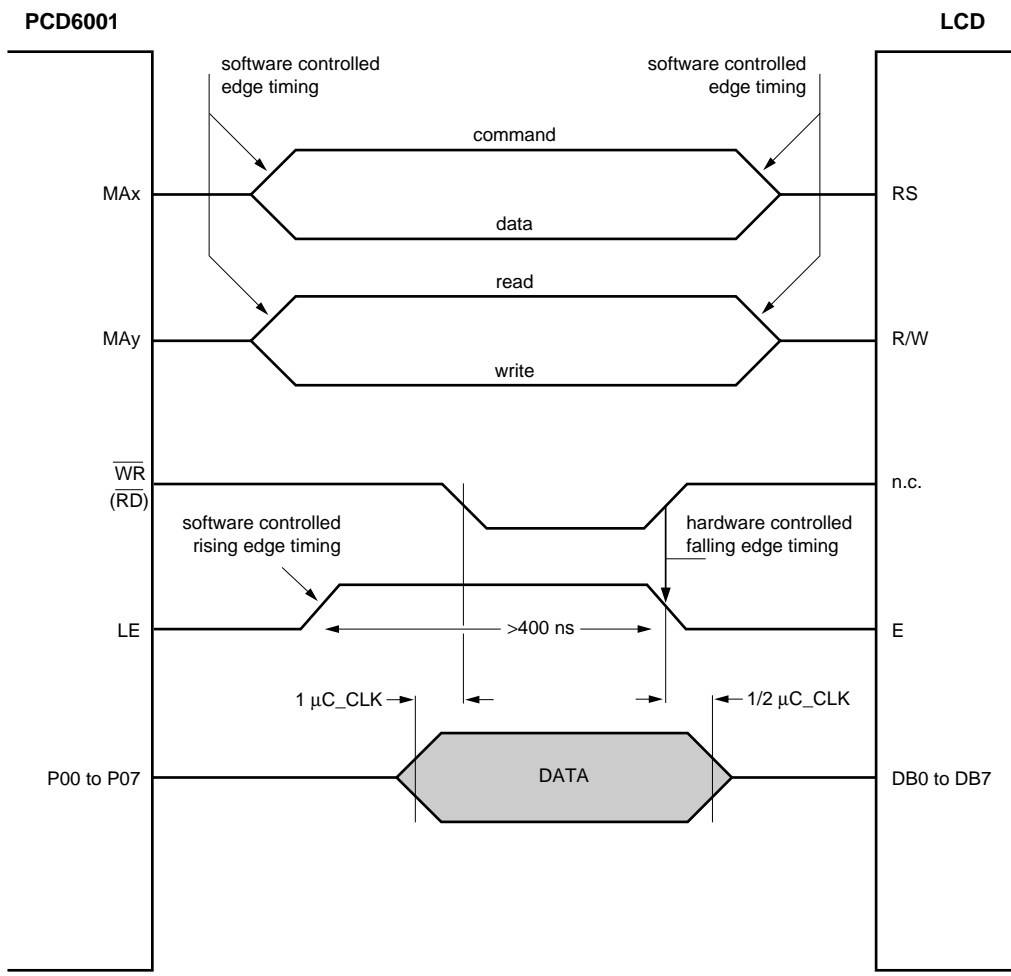 PCD6001
LCD
software controlled
edge timing
software controlled
edge timing
command
MAx
RS
data
read
MAy
R/W
write
W̅R̅
(R̅D̅)
n.c.
software controlled
rising edge timing
hardware controlled
falling edge timing
LE
>400 ns
E
1 μC_CLK
1/2 μC_CLK
P00 to P07
DATA
DB0 to DB7